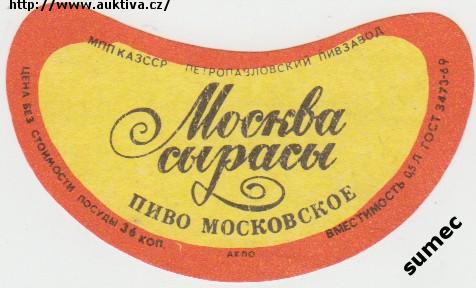 http://www.auktiva.cz/
МПП КАЗССР ПЕТРОПАВЛОВСКИЙ ПИВЗАВОД
Москва
сырасы
ПИВО МОСКОВСКОЕ
ЦЕНА БЕЗ СТОИМОСТИ ПОСУДЫ 36 КОП.
ВМЕСТИМОСТЬ 0,5 Л ГОСТ 3473-69
sumec